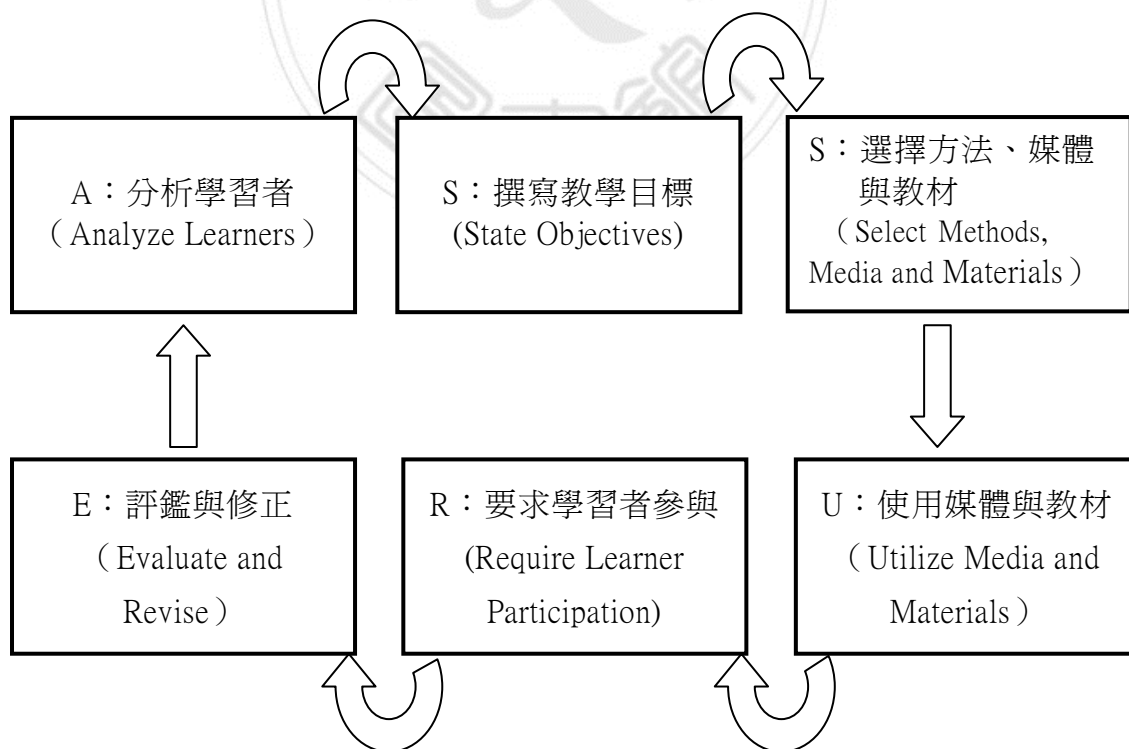 A：分析學習者
（Analyze Learners）
S：撰寫教學目標
(State Objectives)
S：選擇方法、媒體
與教材
（Select Methods,
Media and Materials）
E：評鑑與修正
（Evaluate and
Revise）
R：要求學習者參與
(Require Learner
Participation)
U：使用媒體與教材
（Utilize Media and
Materials）